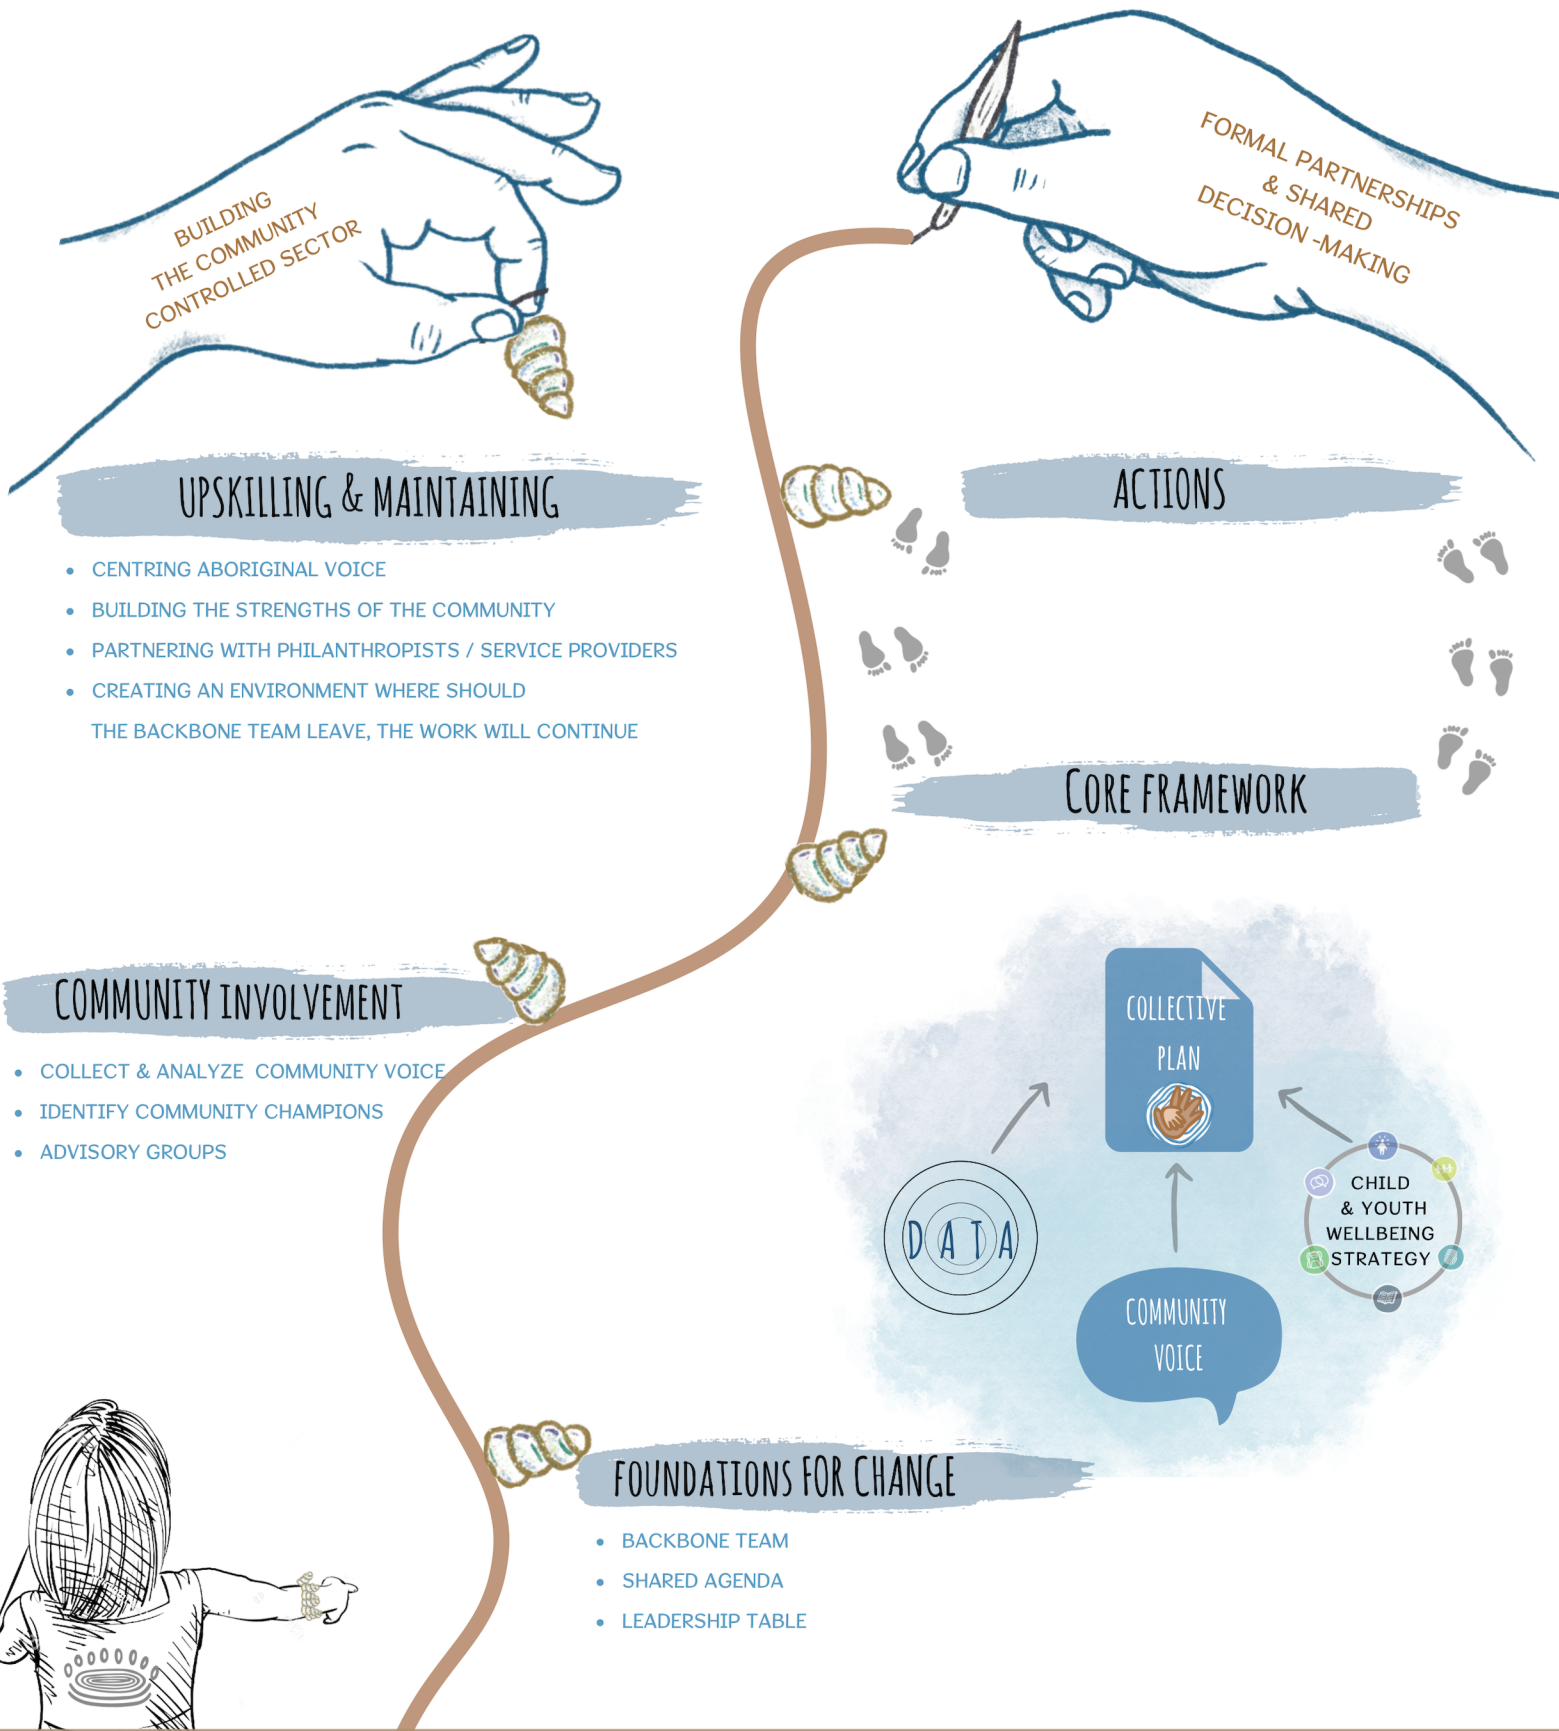 BUILDING
THE COMMUNITY
CONTROLLED SECTOR
FORMAL PARTNERSHIPS
& SHARED
DECISION -MAKING
UPSKILLING & MAINTAINING
• CENTRING ABORIGINAL VOICE
• BUILDING THE STRENGTHS OF THE COMMUNITY
• PARTNERING WITH PHILANTHROPISTS / SERVICE PROVIDERS
• CREATING AN ENVIRONMENT WHERE SHOULD
THE BACKBONE TEAM LEAVE, THE WORK WILL CONTINUE
ACTIONS
CORE FRAMEWORK
COMMUNITY INVOLVEMENT
• COLLECT & ANALYZE  COMMUNITY VOICE
• IDENTIFY COMMUNITY CHAMPIONS
• ADVISORY GROUPS
COLLECTIVE
PLAN
DATA
CHILD
& YOUTH
WELLBEING
STRATEGY
COMMUNITY
VOICE
FOUNDATIONS FOR CHANGE
• BACKBONE TEAM
• SHARED AGENDA
• LEADERSHIP TABLE